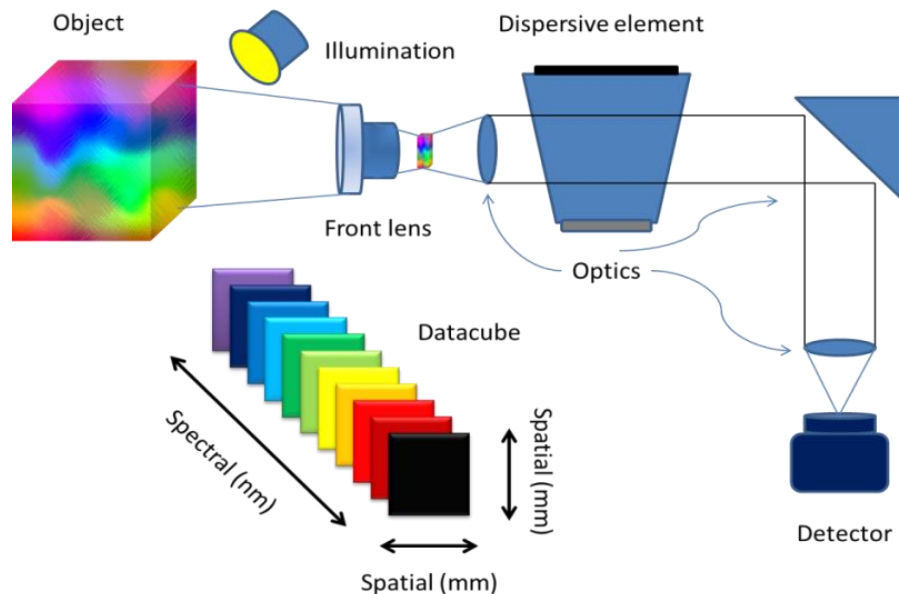 Object
Illumination
Dispersive element
Front lens
Optics
Datacube
Spectral (nm)
Spatial (mm)
Spatial (mm)
Detector